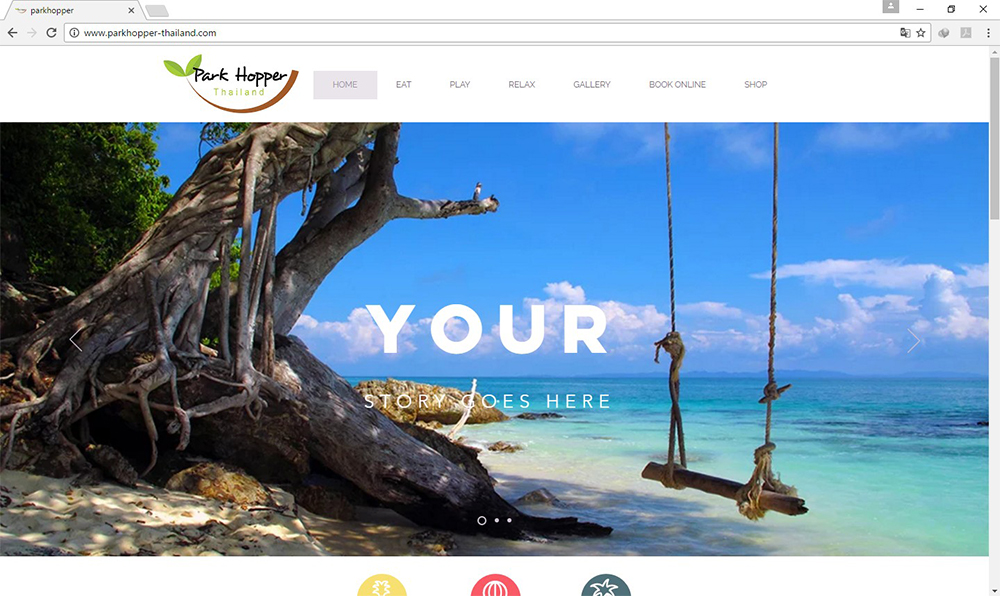 parkhopper
www.parkhopper-thailand.com
Park Hopper
Thailand
HOME EAT PLAY RELAX GALLERY BOOK ONLINE SHOP
YOUR
STORY GOES HERE